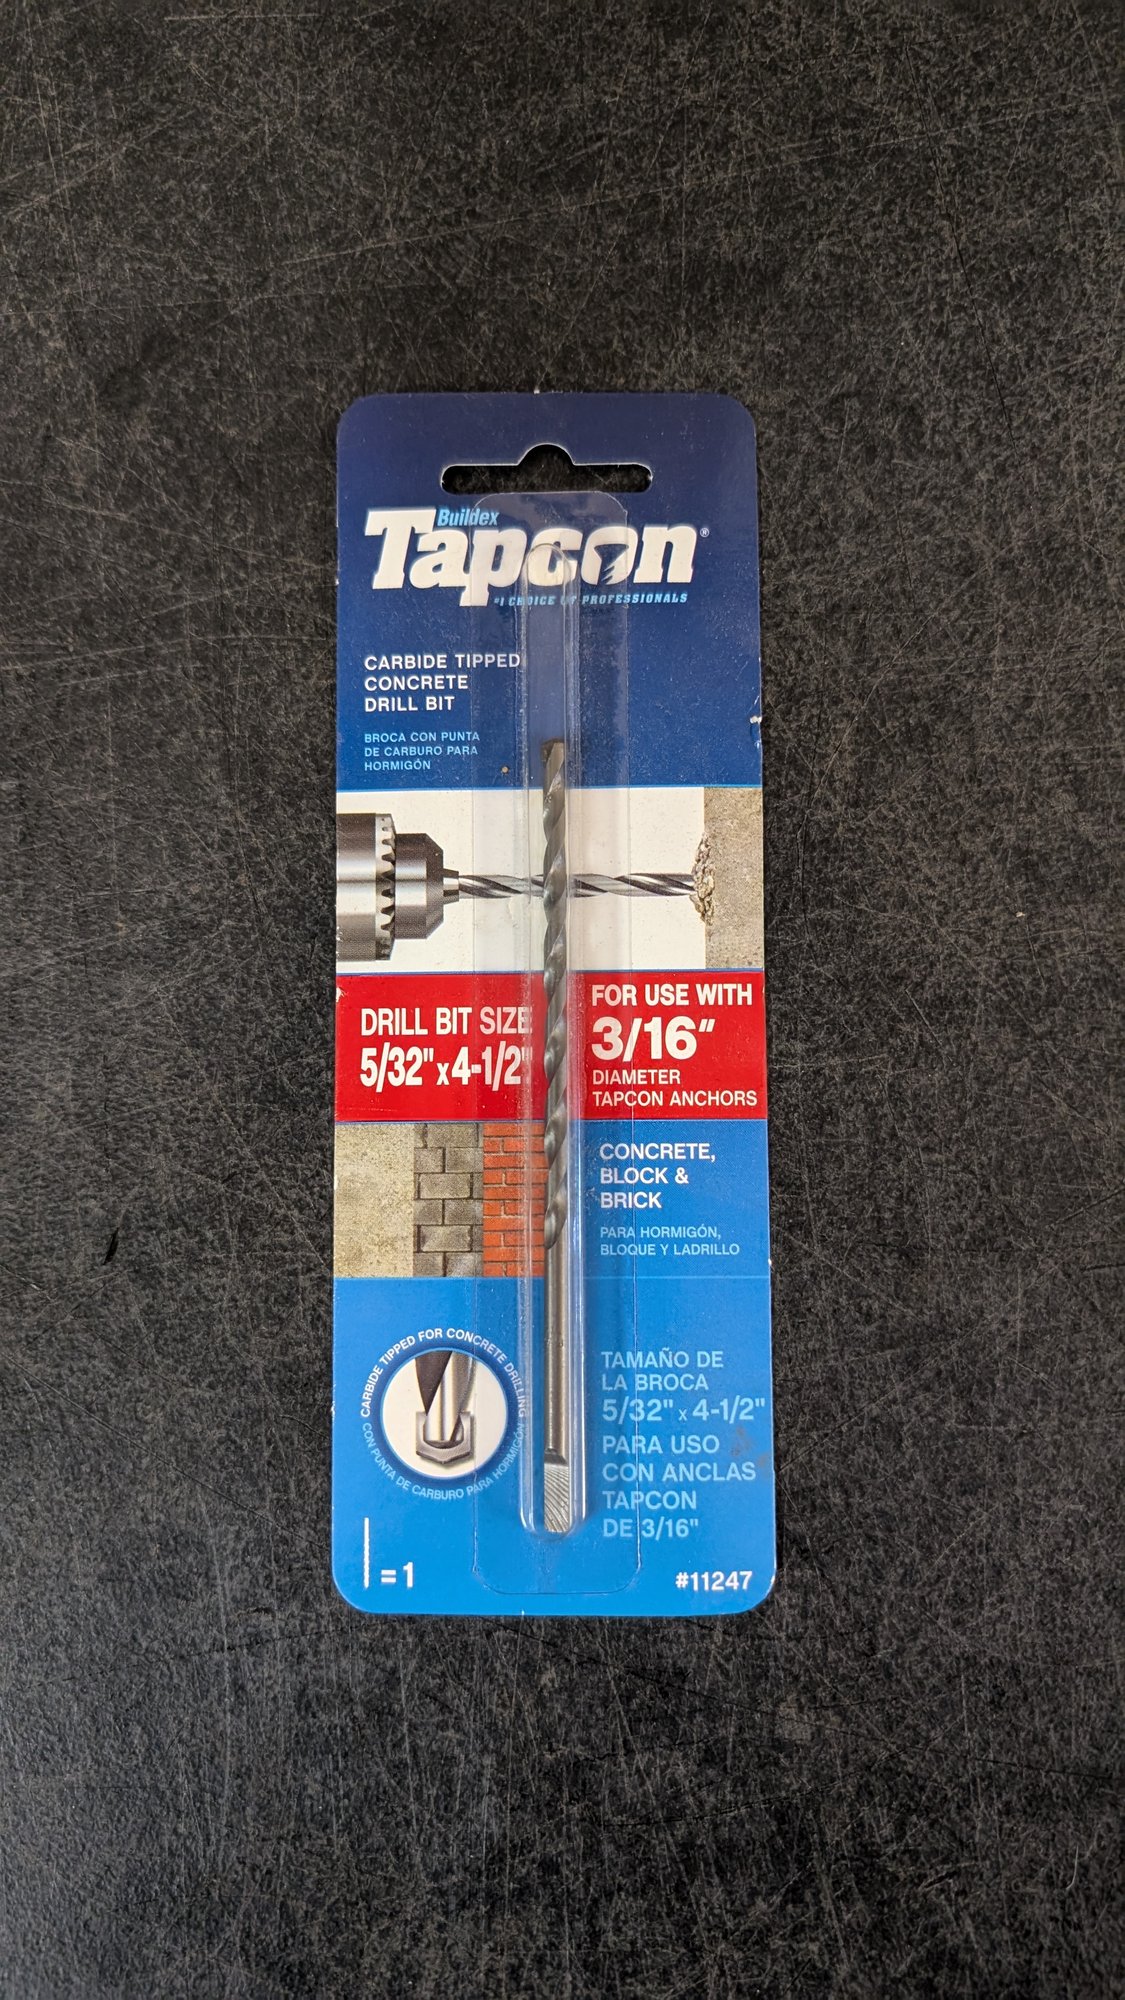 Buildex
Tapcon®
#1 CHOICE OF PROFESSIONALS
CARBIDE TIPPED
CONCRETE
DRILL BIT
BROCA CON PUNTA
DE CARBURO PARA
HORMIGÓN
DRILL BIT SIZE
5/32" x 4-1/2"
FOR USE WITH
3/16"
DIAMETER
TAPCON ANCHORS
CONCRETE,
BLOCK &
BRICK
PARA HORMIGÓN,
BLOQUE Y LADRILLO
CARBIDE TIPPED FOR CONCRETE DRILLING
CON PUNTA DE CARBURO PARA HORMIGÓN
TAMAÑO DE
LA BROCA
5/32" x 4-1/2"
PARA USO
CON ANCLAS
TAPCON
DE 3/16"
= 1
#11247